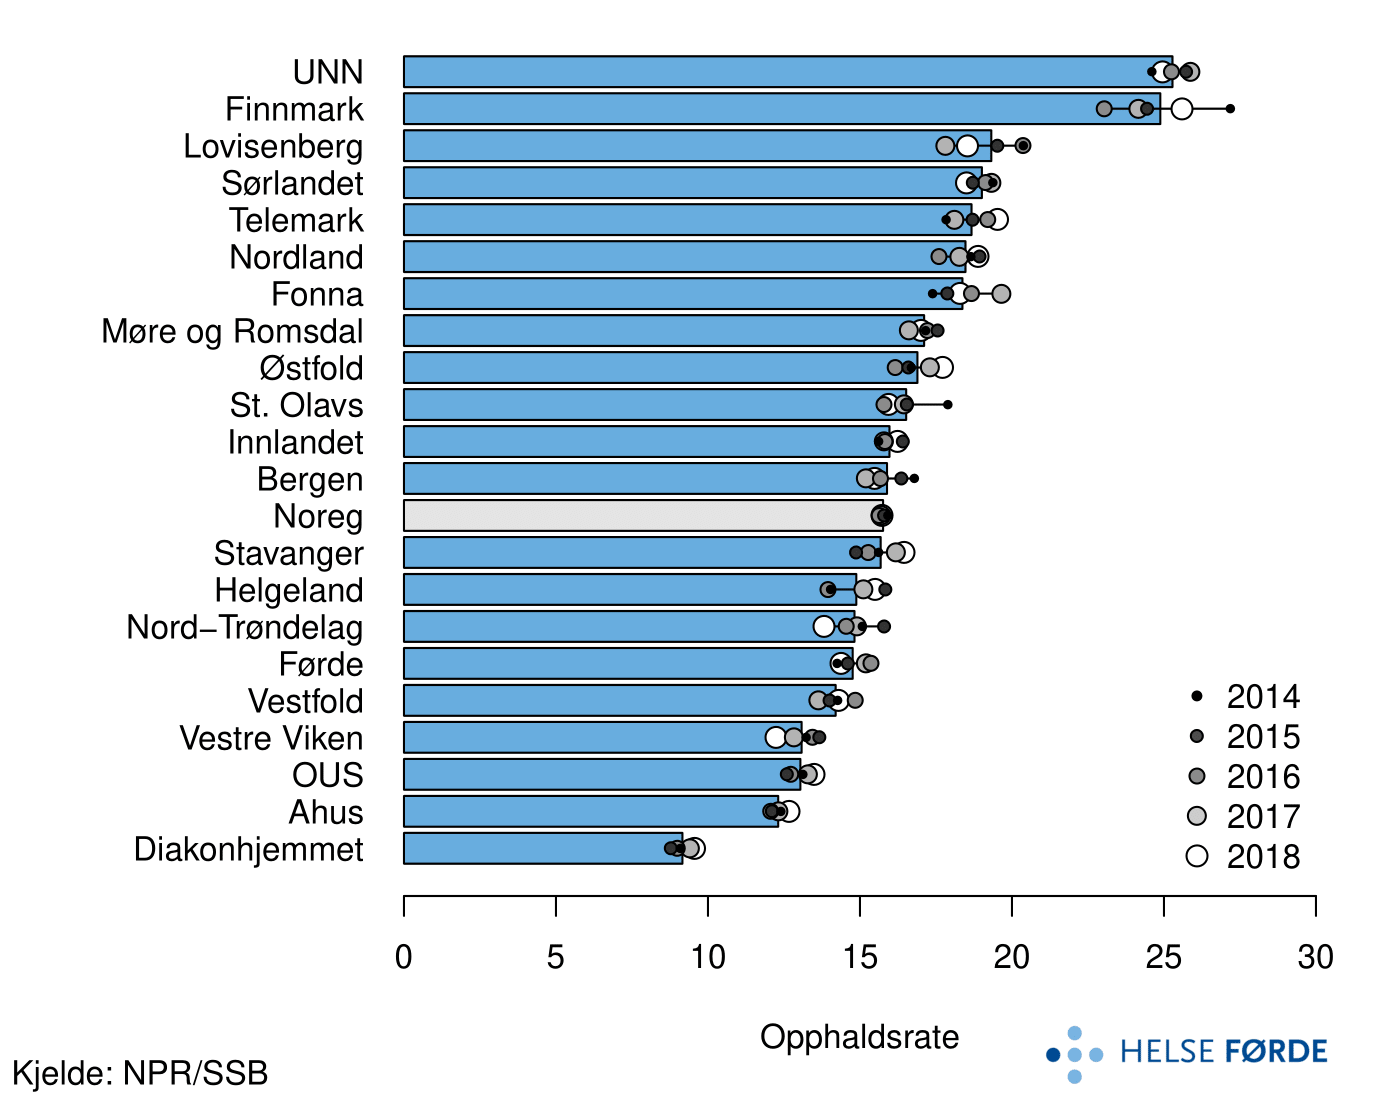 UNN
Finnmark
Lovisenberg
Sørlandet
Telemark
Nordland
Fonna
Møre og Romsdal
Østfold
St. Olavs
Innlandet
Bergen
Noreg
Stavanger
Helgeland
Nord−Trøndelag
Førde
Vestfold
Vestre Viken
OUS
Ahus
Diakonhjemmet
2014
2015
2016
2017
2018
0 5 10 15 20 25 30
Opphaldsrate
HELSE FØRDE
Kjelde: NPR/SSB